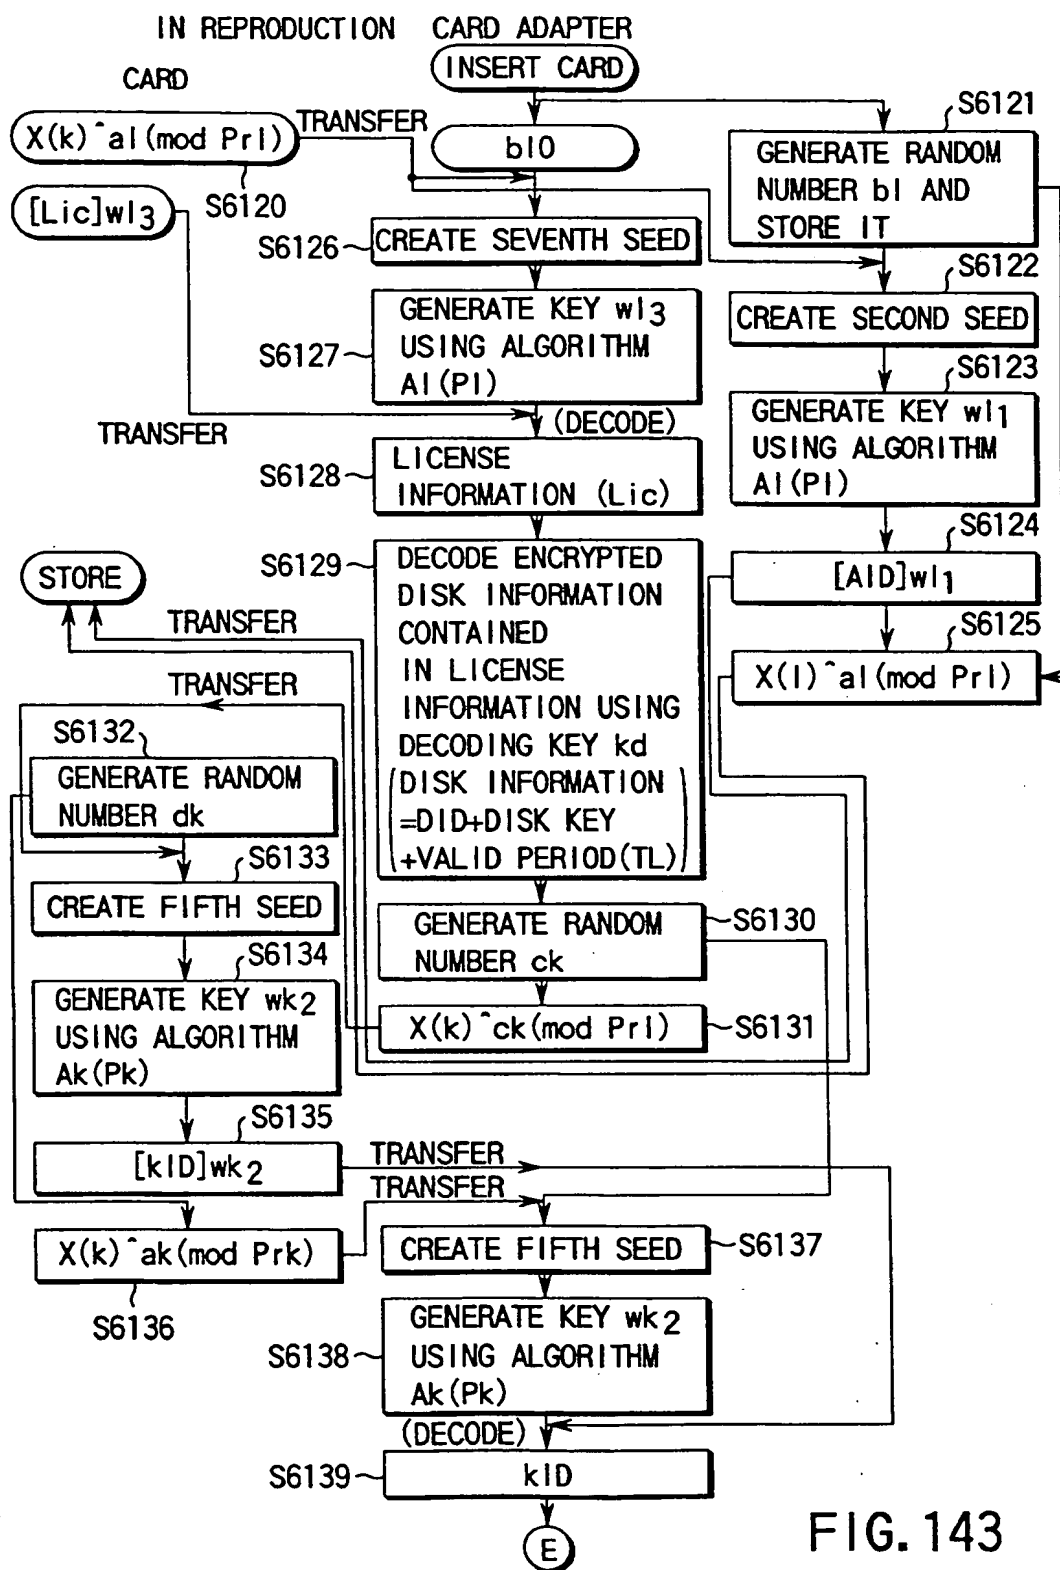 IN REPRODUCTION CARD ADAPTER
INSERT CARD
CARD
X(k)^al(mod Prl)
TRANSFER
S6120
bl0
S6121
GENERATE RANDOM
NUMBER bl AND
STORE IT
[Lic]wl3
S6126
CREATE SEVENTH SEED
S6122
CREATE SECOND SEED
S6127
GENERATE KEY wl3
USING ALGORITHM
Al(Pl)
S6123
GENERATE KEY wl1
USING ALGORITHM
Al(Pl)
TRANSFER
(DECODE)
S6128
LICENSE
INFORMATION (Lic)
S6124
[AID]wl1
S6125
X(l)^al(mod Prl)
STORE
TRANSFER
TRANSFER
S6129
DECODE ENCRYPTED
DISK INFORMATION
CONTAINED
IN LICENSE
INFORMATION USING
DECODING KEY kd
(DISK INFORMATION
=DID+DISK KEY
+VALID PERIOD(TL))
S6132
GENERATE RANDOM
NUMBER dk
S6133
CREATE FIFTH SEED
S6130
GENERATE RANDOM
NUMBER ck
S6134
GENERATE KEY wk2
USING ALGORITHM
Ak(Pk)
X(k)^ck(mod Prl)
S6131
S6135
[kID]wk2
TRANSFER
TRANSFER
X(k)^ak(mod Prk)
S6136
CREATE FIFTH SEED
S6137
S6138
GENERATE KEY wk2
USING ALGORITHM
Ak(Pk)
(DECODE)
S6139
kID
E
FIG. 143